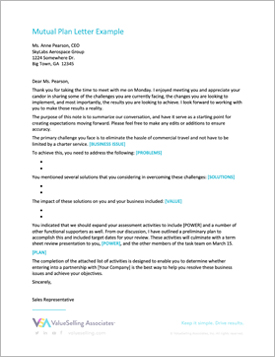 Mutual Plan Letter Example
Ms. Anne Pearson, CEO
SkyLabs Aerospace Group
1224 Somewhere Dr.
Big Town, GA 12345
Dear Ms. Pearson,
Thank you for taking the time to meet with me on Monday. I enjoyed meeting you and appreciate your
candor in sharing some of the challenges you are currently facing, the changes you are looking to
implement, and most importantly, the results you are looking to achieve. I look forward to working with
you to make those results a reality.
The purpose of this note is to summarize our conversation, and have it serve as a starting point for
creating expectations moving forward. Please feel free to make any edits or additions to ensure
accuracy.
The primary challenge you face is to eliminate the hassle of commercial travel and not have to be
limited by a charter service. [BUSINESS ISSUE]
To achieve this, you need to address the following: [PROBLEMS]
•
•
You mentioned several solutions that you considering in overcoming these challenges: [SOLUTIONS]
•
•
The impact of these solutions on you and your business included: [VALUE]
•
•
You indicated that we should expand your assessment activities to include [POWER] and a number of
other functional supporters as well. From our discussion, I have outlined a preliminary plan to
accomplish this and included target dates for your review. These activities will culminate with a term
sheet review presentation to you, [POWER], and the other members of the task team on March 15.
[PLAN]
The completion of the attached list of activities is designed to enable you to determine whether
entering into a partnership with [Your Company] is the best way to help you resolve these business
issues and achieve your objectives.
Sincerely,
Sales Representative
ValueSelling Associates
Keep it simple. Drive results.
www.valueselling.com